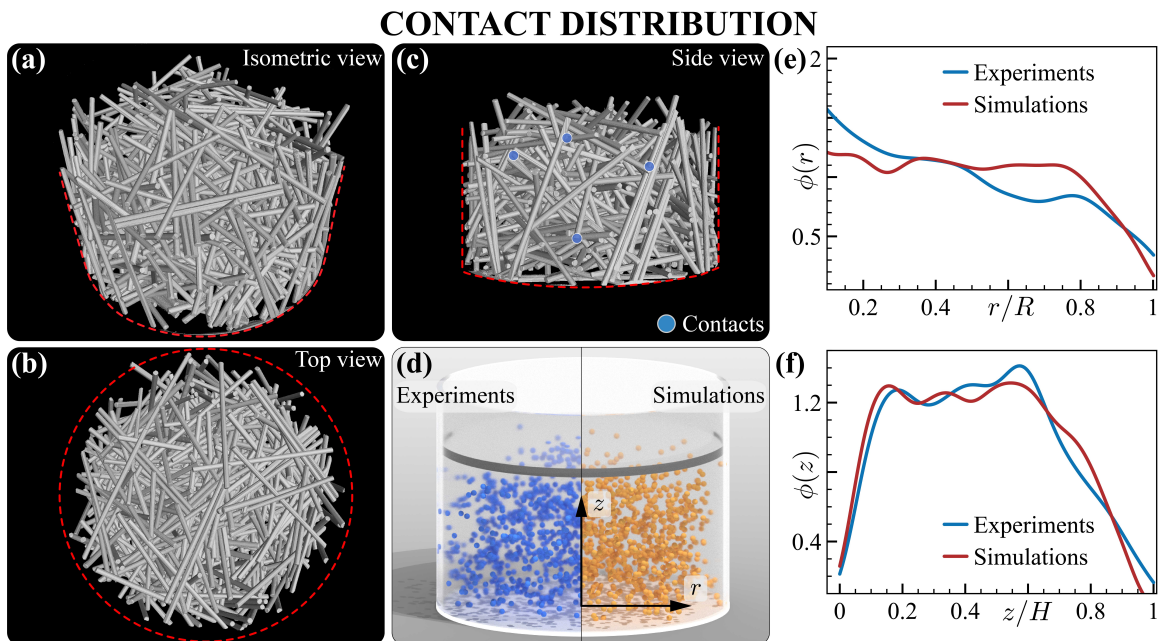 CONTACT DISTRIBUTION
(a)
Isometric view
(c)
Side view
Contacts
(e)
2
Experiments
Simulations
ϕ(r)
0.5
0.2
0.4
r/R
0.8
1
(b)
Top view
(d)
Experiments
Simulations
z
r
(f)
1.2
ϕ(z)
Experiments
Simulations
0.4
0
0.2
0.4
z/H
0.8
1